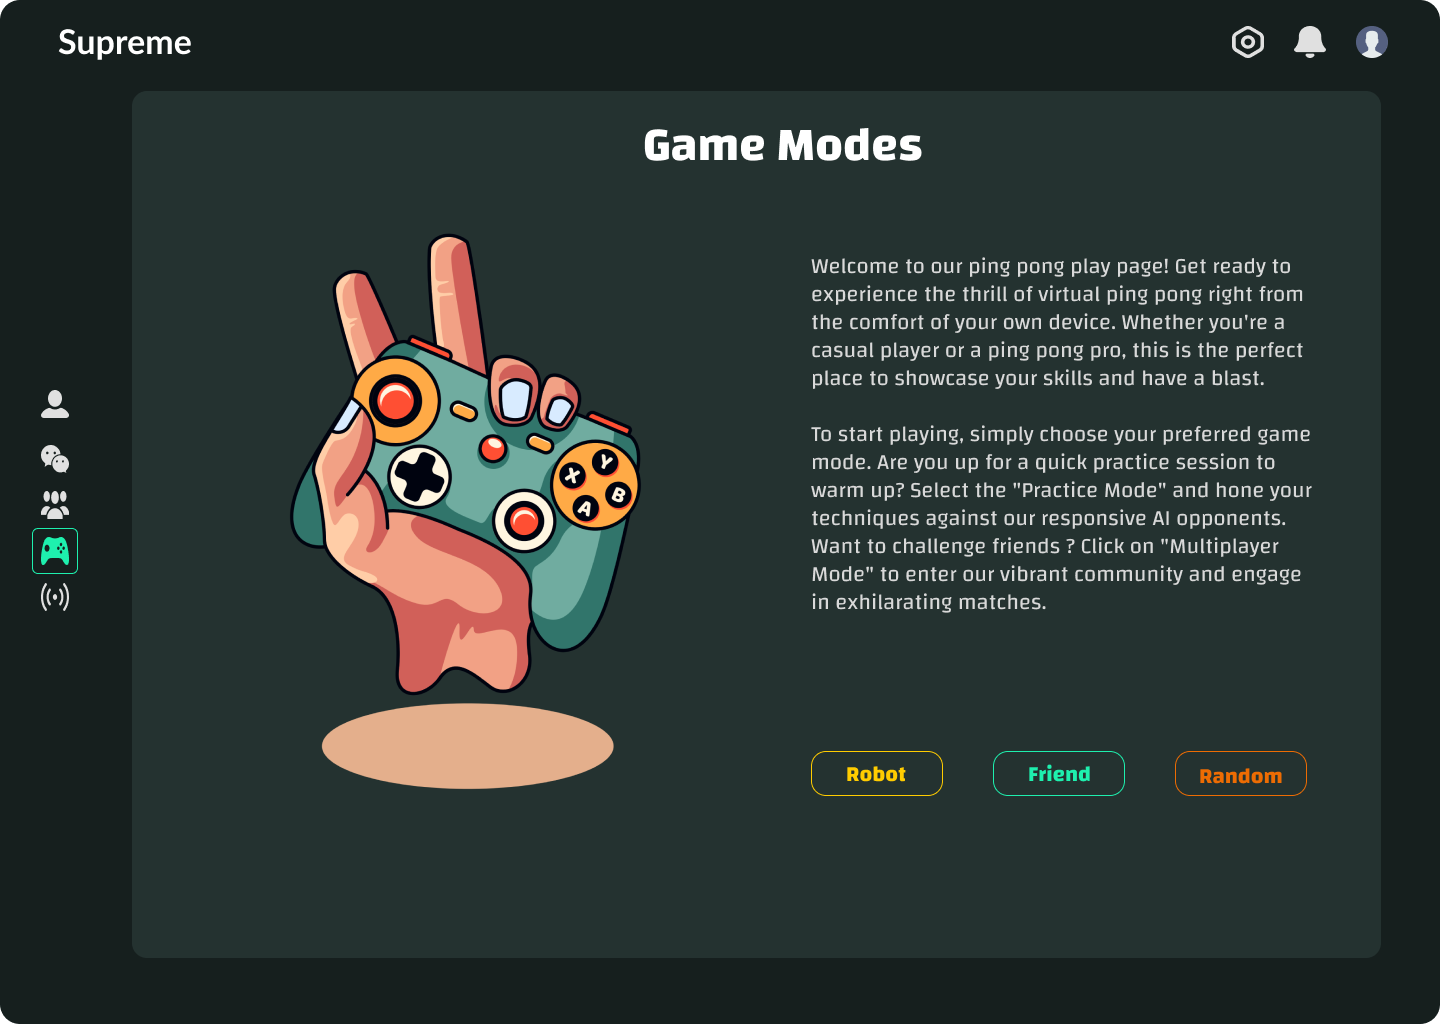 Supreme
Game Modes
Welcome to our ping pong play page! Get ready to
experience the thrill of virtual ping pong right from
the comfort of your own device. Whether you're a
casual player or a ping pong pro, this is the perfect
place to showcase your skills and have a blast.
To start playing, simply choose your preferred game
mode. Are you up for a quick practice session to
warm up? Select the "Practice Mode" and hone your
techniques against our responsive AI opponents.
Want to challenge friends ? Click on "Multiplayer
Mode" to enter our vibrant community and engage
in exhilarating matches.
X Y
A B
Robot Friend Random